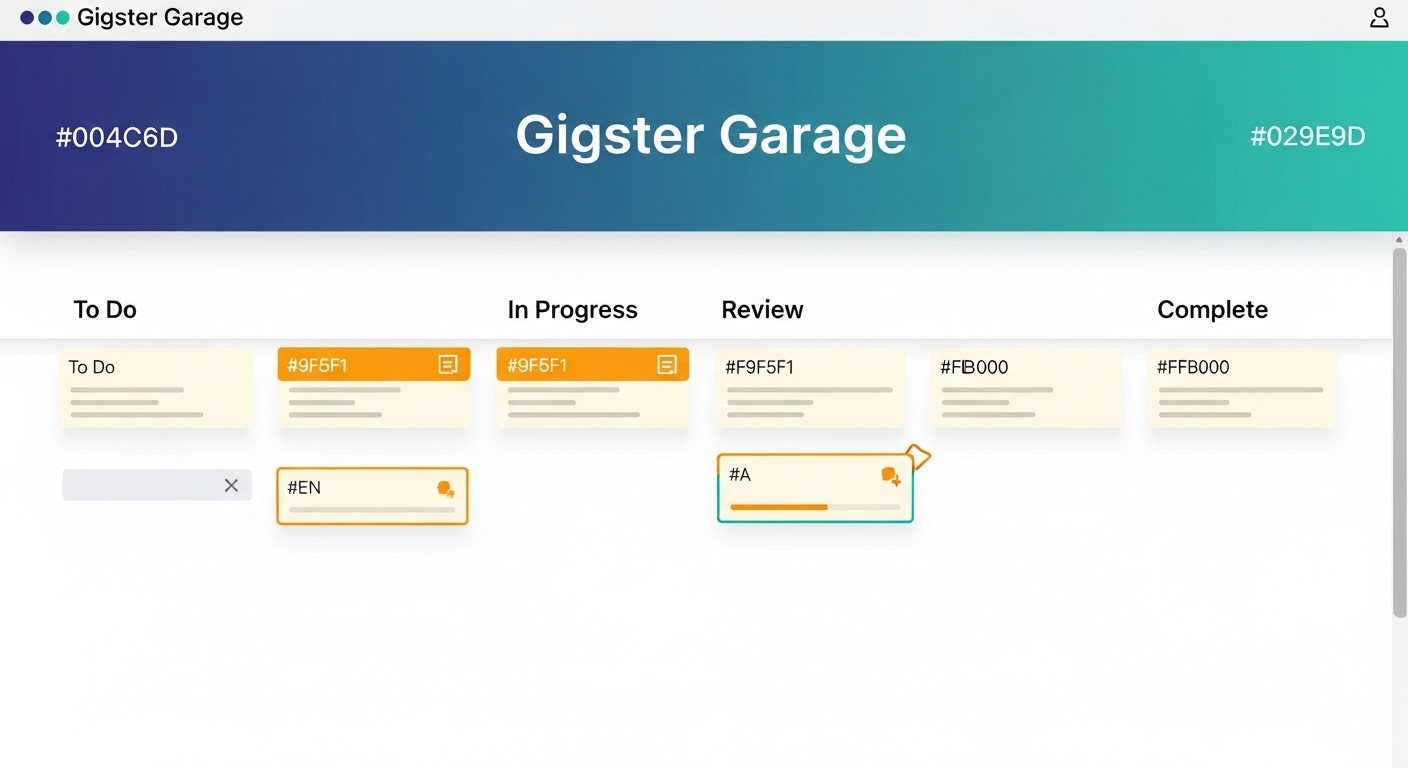 Gigster Garage
#004C6D
Gigster Garage
#029E9D
To Do
In Progress
Review
Complete
To Do
#9F5F1
#9F5F1
#F9F5F1
#FIB000
#FFB000
#EN
#A